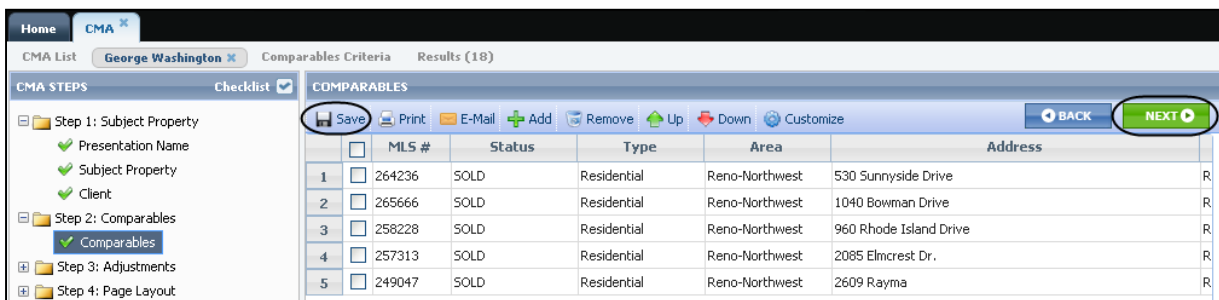 Home CMA
CMA List George Washington Comparables Criteria Results (18)
CMA STEPS Checklist
Step 1: Subject Property
Presentation Name
Subject Property
Client
Step 2: Comparables
Comparables
Step 3: Adjustments
Step 4: Page Layout
COMPARABLES
Save Print E-Mail Add Remove Up Down Customize BACK NEXT
MLS # Status Type Area Address
1 264236 SOLD Residential Reno-Northwest 530 Sunnyside Drive R
2 265666 SOLD Residential Reno-Northwest 1040 Bowman Drive R
3 258228 SOLD Residential Reno-Northwest 960 Rhode Island Drive R
4 257313 SOLD Residential Reno-Northwest 2085 Elmcrest Dr. R
5 249047 SOLD Residential Reno-Northwest 2609 Rayma R